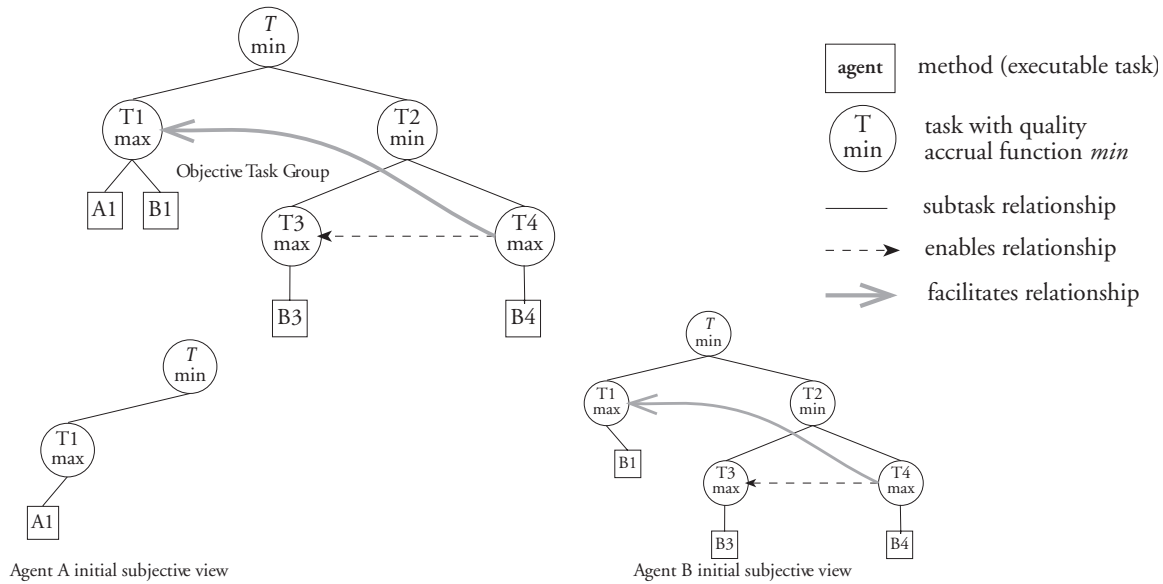 T
min
T1
max
T2
min
Objective Task Group
A1
B1
T3
max
T4
max
B3
B4
agent
method (executable task)
T
min
task with quality
accrual function min
subtask relationship
enables relationship
facilitates relationship
T
min
T1
max
A1
Agent A initial subjective view
T
min
T1
max
T2
min
B1
T3
max
T4
max
B3
B4
Agent B initial subjective view